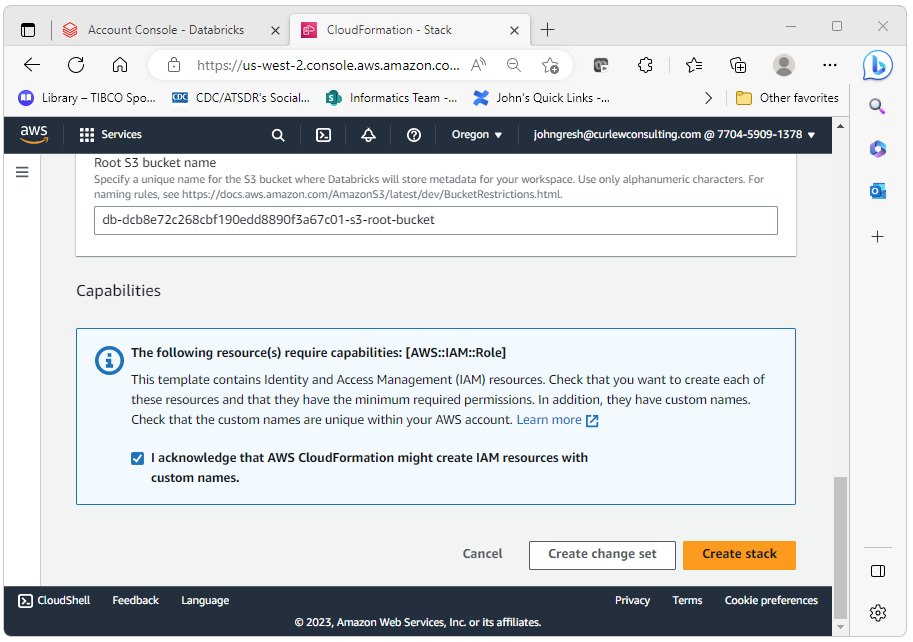 Account Console - Databricks
CloudFormation - Stack
https://us-west-2.console.aws.amazon.co...
Library – TIBCO Spo...
CDC
CDC/ATSDR's Social...
Informatics Team -...
John's Quick Links -...
Other favorites
aws
Services
Oregon
johngresh@curlewconsulting.com @ 7704-5909-1378
Root S3 bucket name
Specify a unique name for the S3 bucket where Databricks will store metadata for your workspace. Use only alphanumeric characters. For
naming rules, see https://docs.aws.amazon.com/AmazonS3/latest/dev/BucketRestrictions.html.
db-dcb8e72c268cbf190edd8890f3a67c01-s3-root-bucket
Capabilities
The following resource(s) require capabilities: [AWS::IAM::Role]
This template contains Identity and Access Management (IAM) resources. Check that you want to create each of
these resources and that they have the minimum required permissions. In addition, they have custom names.
Check that the custom names are unique within your AWS account. Learn more
I acknowledge that AWS CloudFormation might create IAM resources with
custom names.
Cancel
Create change set
Create stack
CloudShell
Feedback
Language
Privacy
Terms
Cookie preferences
© 2023, Amazon Web Services, Inc. or its affiliates.